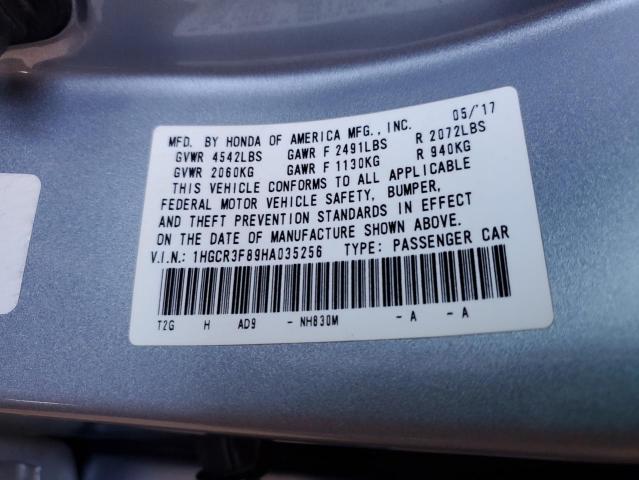 05/'17
MFD. BY HONDA OF AMERICA MFG., INC.
GVWR 4542LBS GAWR F 2491LBS R 2072LBS
GVWR 2060KG GAWR F 1130KG R 940KG
THIS VEHICLE CONFORMS TO ALL APPLICABLE
FEDERAL MOTOR VEHICLE SAFETY, BUMPER,
AND THEFT PREVENTION STANDARDS IN EFFECT
ON THE DATE OF MANUFACTURE SHOWN ABOVE.
V.I.N.: 1HGCR3F89HA035256 TYPE: PASSENGER CAR
T2G H AD9 - NH830M - A - A